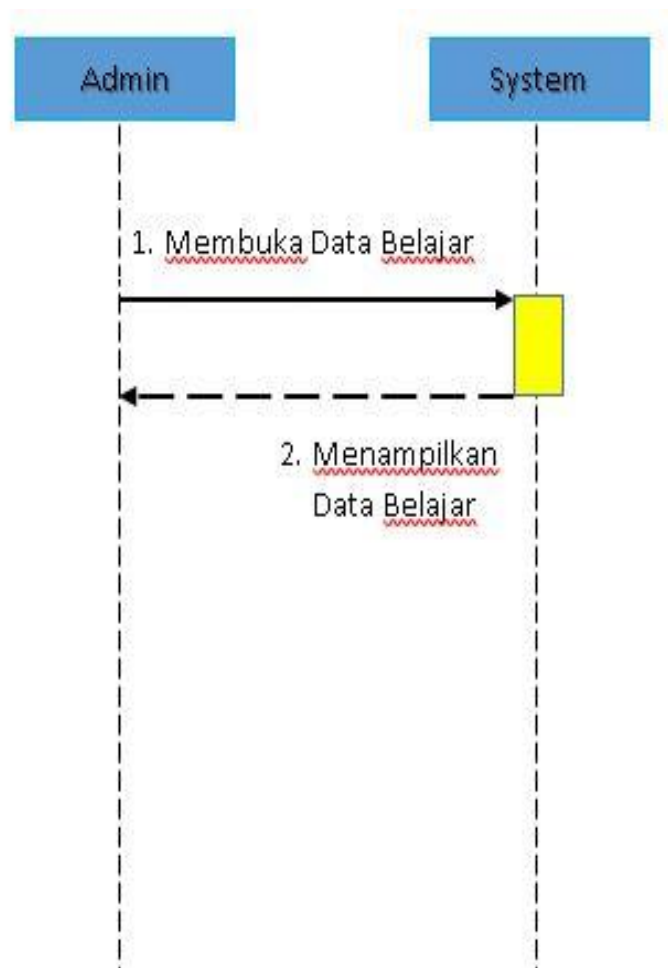 Admin
System
1. Membuka Data Belajar
2. Menampilkan
Data Belajar